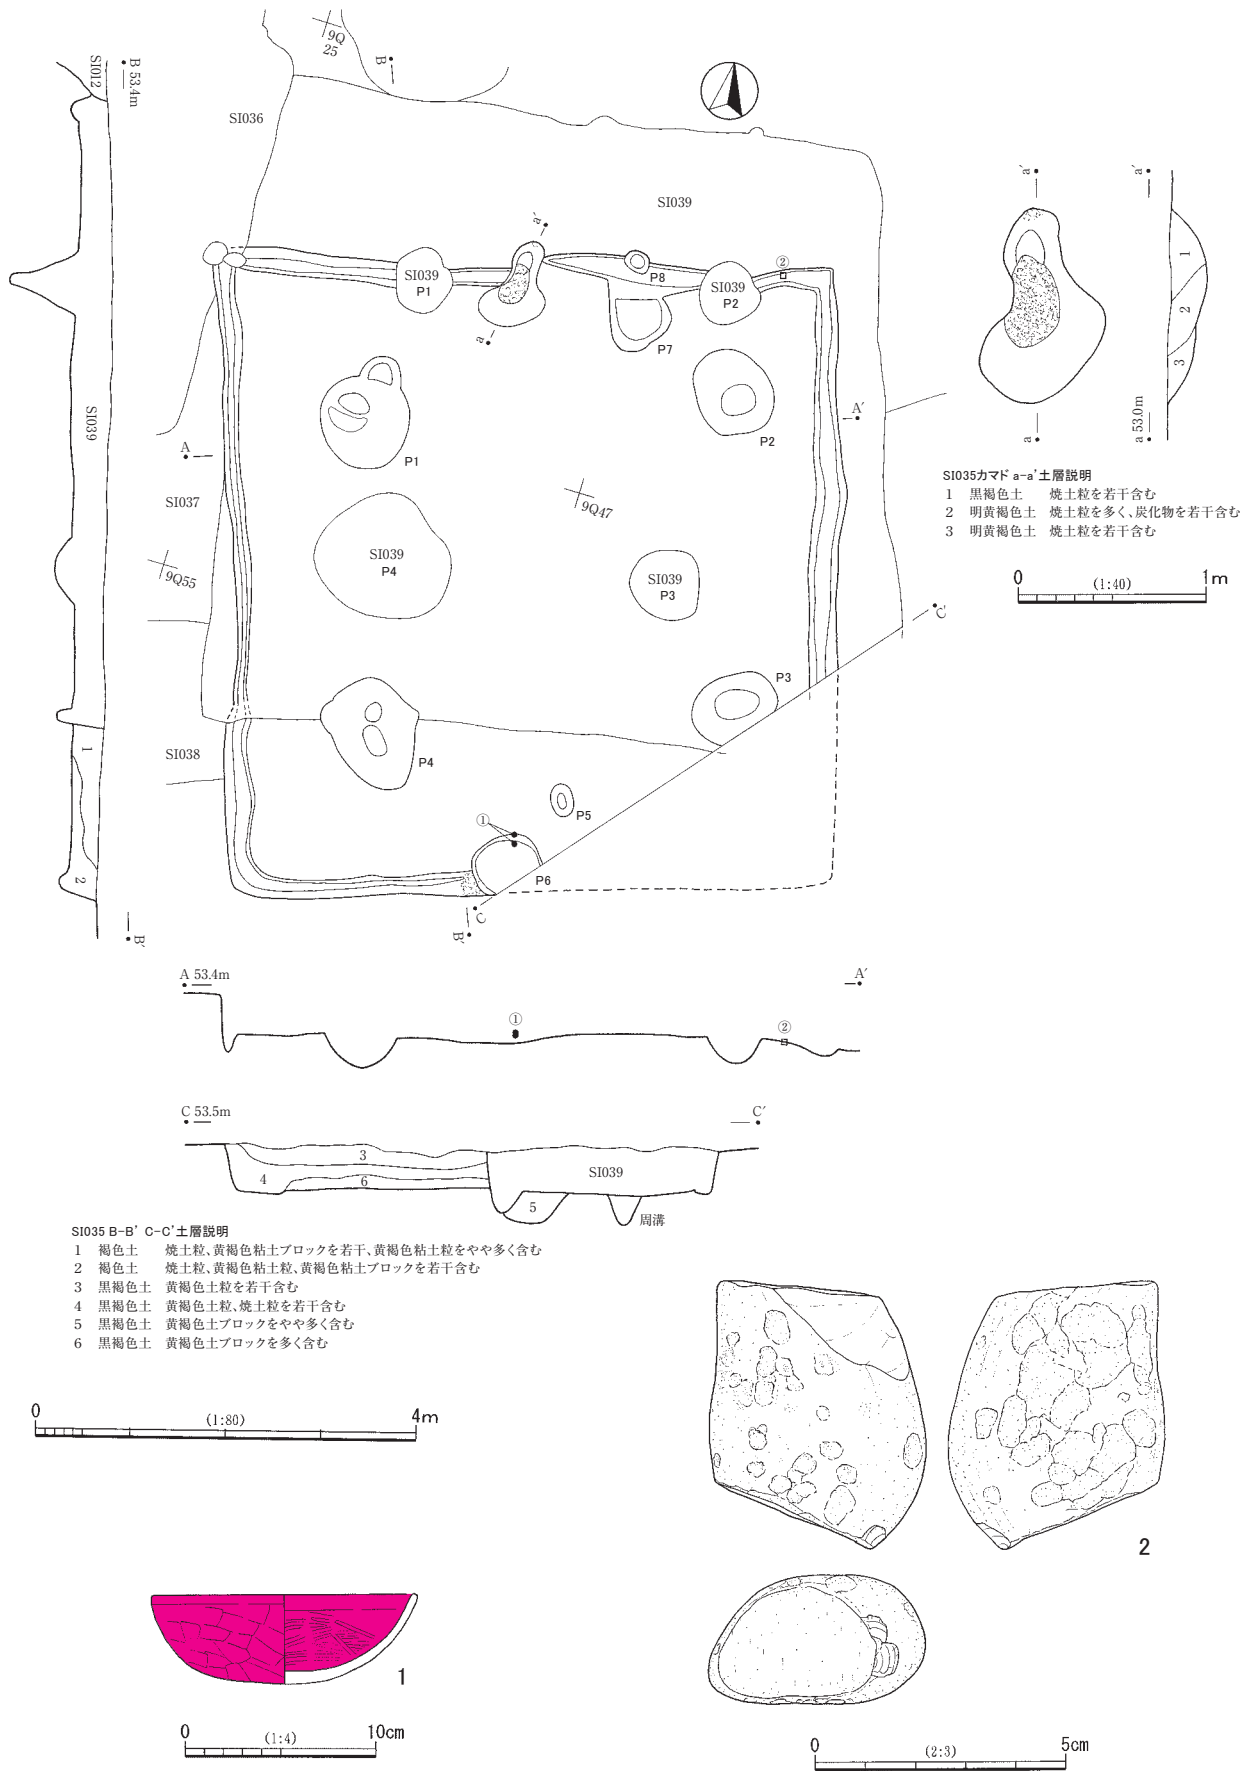 9Q
25
B
B 53.4m
SI012
SI036
SI039
a'
②
SI039
P1
P8
SI039
P2
a
P7
SI039
P1
P2
A
A'
SI037
9Q47
SI039
P4
SI039
P3
9Q55
C'
P3
SI038
P4
1
P5
①
2
P6
C
B'
B'
a'
a'
1
2
3
a
a 53.0m
SI035カマド a-a'土層説明
1 黒褐色土 焼土粒を若干含む
2 明黄褐色土 焼土粒を多く、炭化物を若干含む
3 明黄褐色土 焼土粒を若干含む
0 (1:40) 1m
A 53.4m
A'
①
②
C 53.5m
C'
3
4
6
SI039
5
周溝
SI035 B-B' C-C'土層説明
1 褐色土 焼土粒、黄褐色粘土ブロックを若干、黄褐色粘土粒をやや多く含む
2 褐色土 焼土粒、黄褐色粘土粒、黄褐色粘土ブロックを若干含む
3 黒褐色土 黄褐色土粒を若干含む
4 黒褐色土 黄褐色土粒、焼土粒を若干含む
5 黒褐色土 黄褐色土ブロックをやや多く含む
6 黒褐色土 黄褐色土ブロックを多く含む
0 (1:80) 4m
2
1
0 (1:4) 10cm
0 (2:3) 5cm